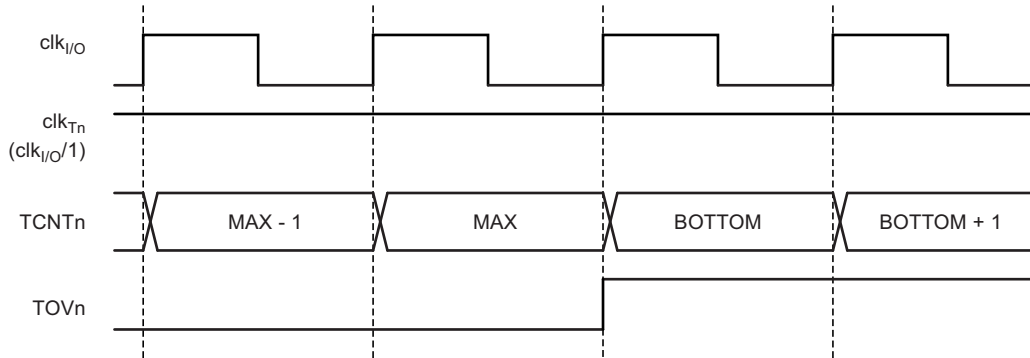 clkI/O
clkTn
(clkI/O/1)
TCNTn MAX - 1 MAX BOTTOM BOTTOM + 1
TOVn